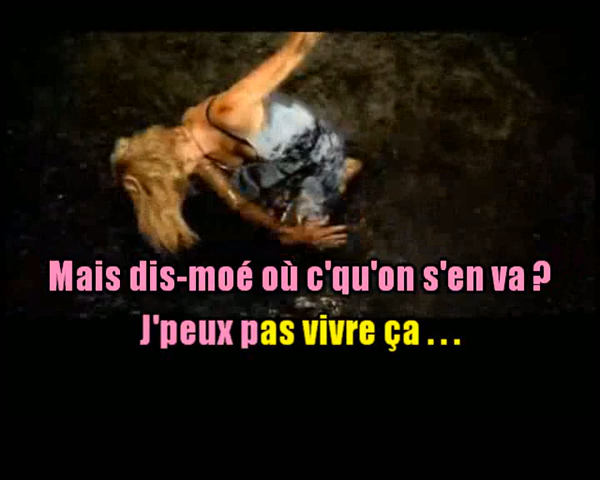 Mais dis-moé où c'qu'on s'en va ?
J'peux pas vivre ça . . .